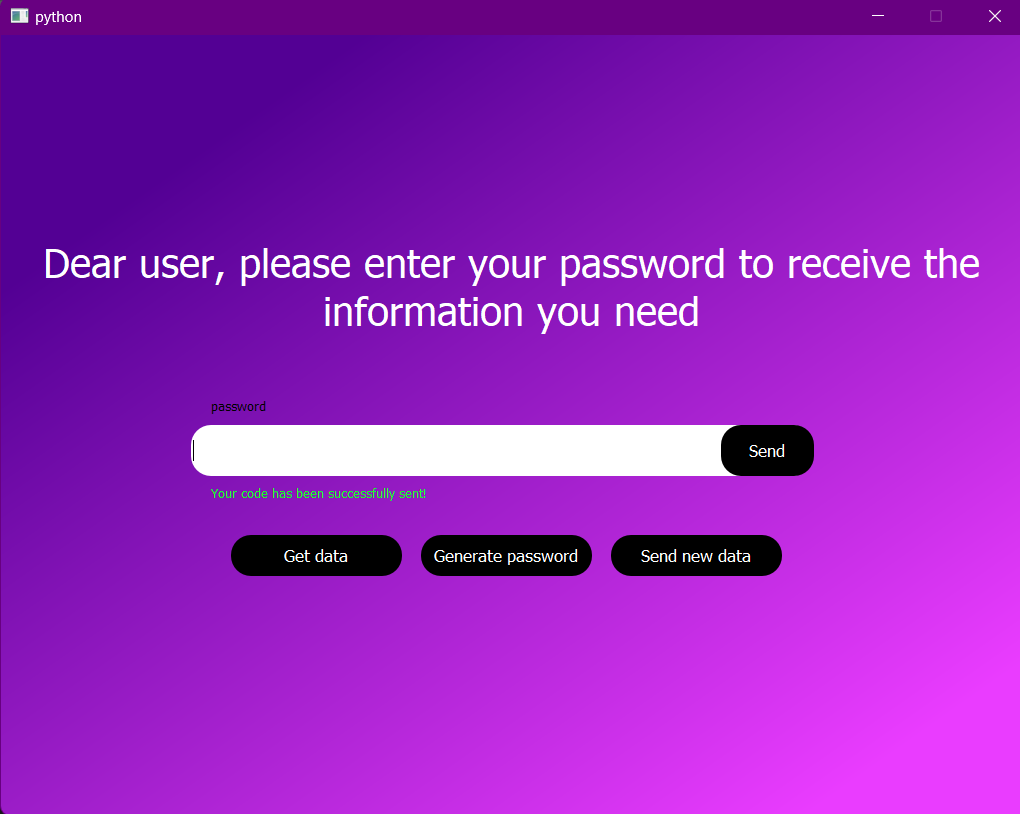 python
Dear user, please enter your password to receive the
information you need
password
Send
Your code has been successfully sent!
Get data
Generate password
Send new data